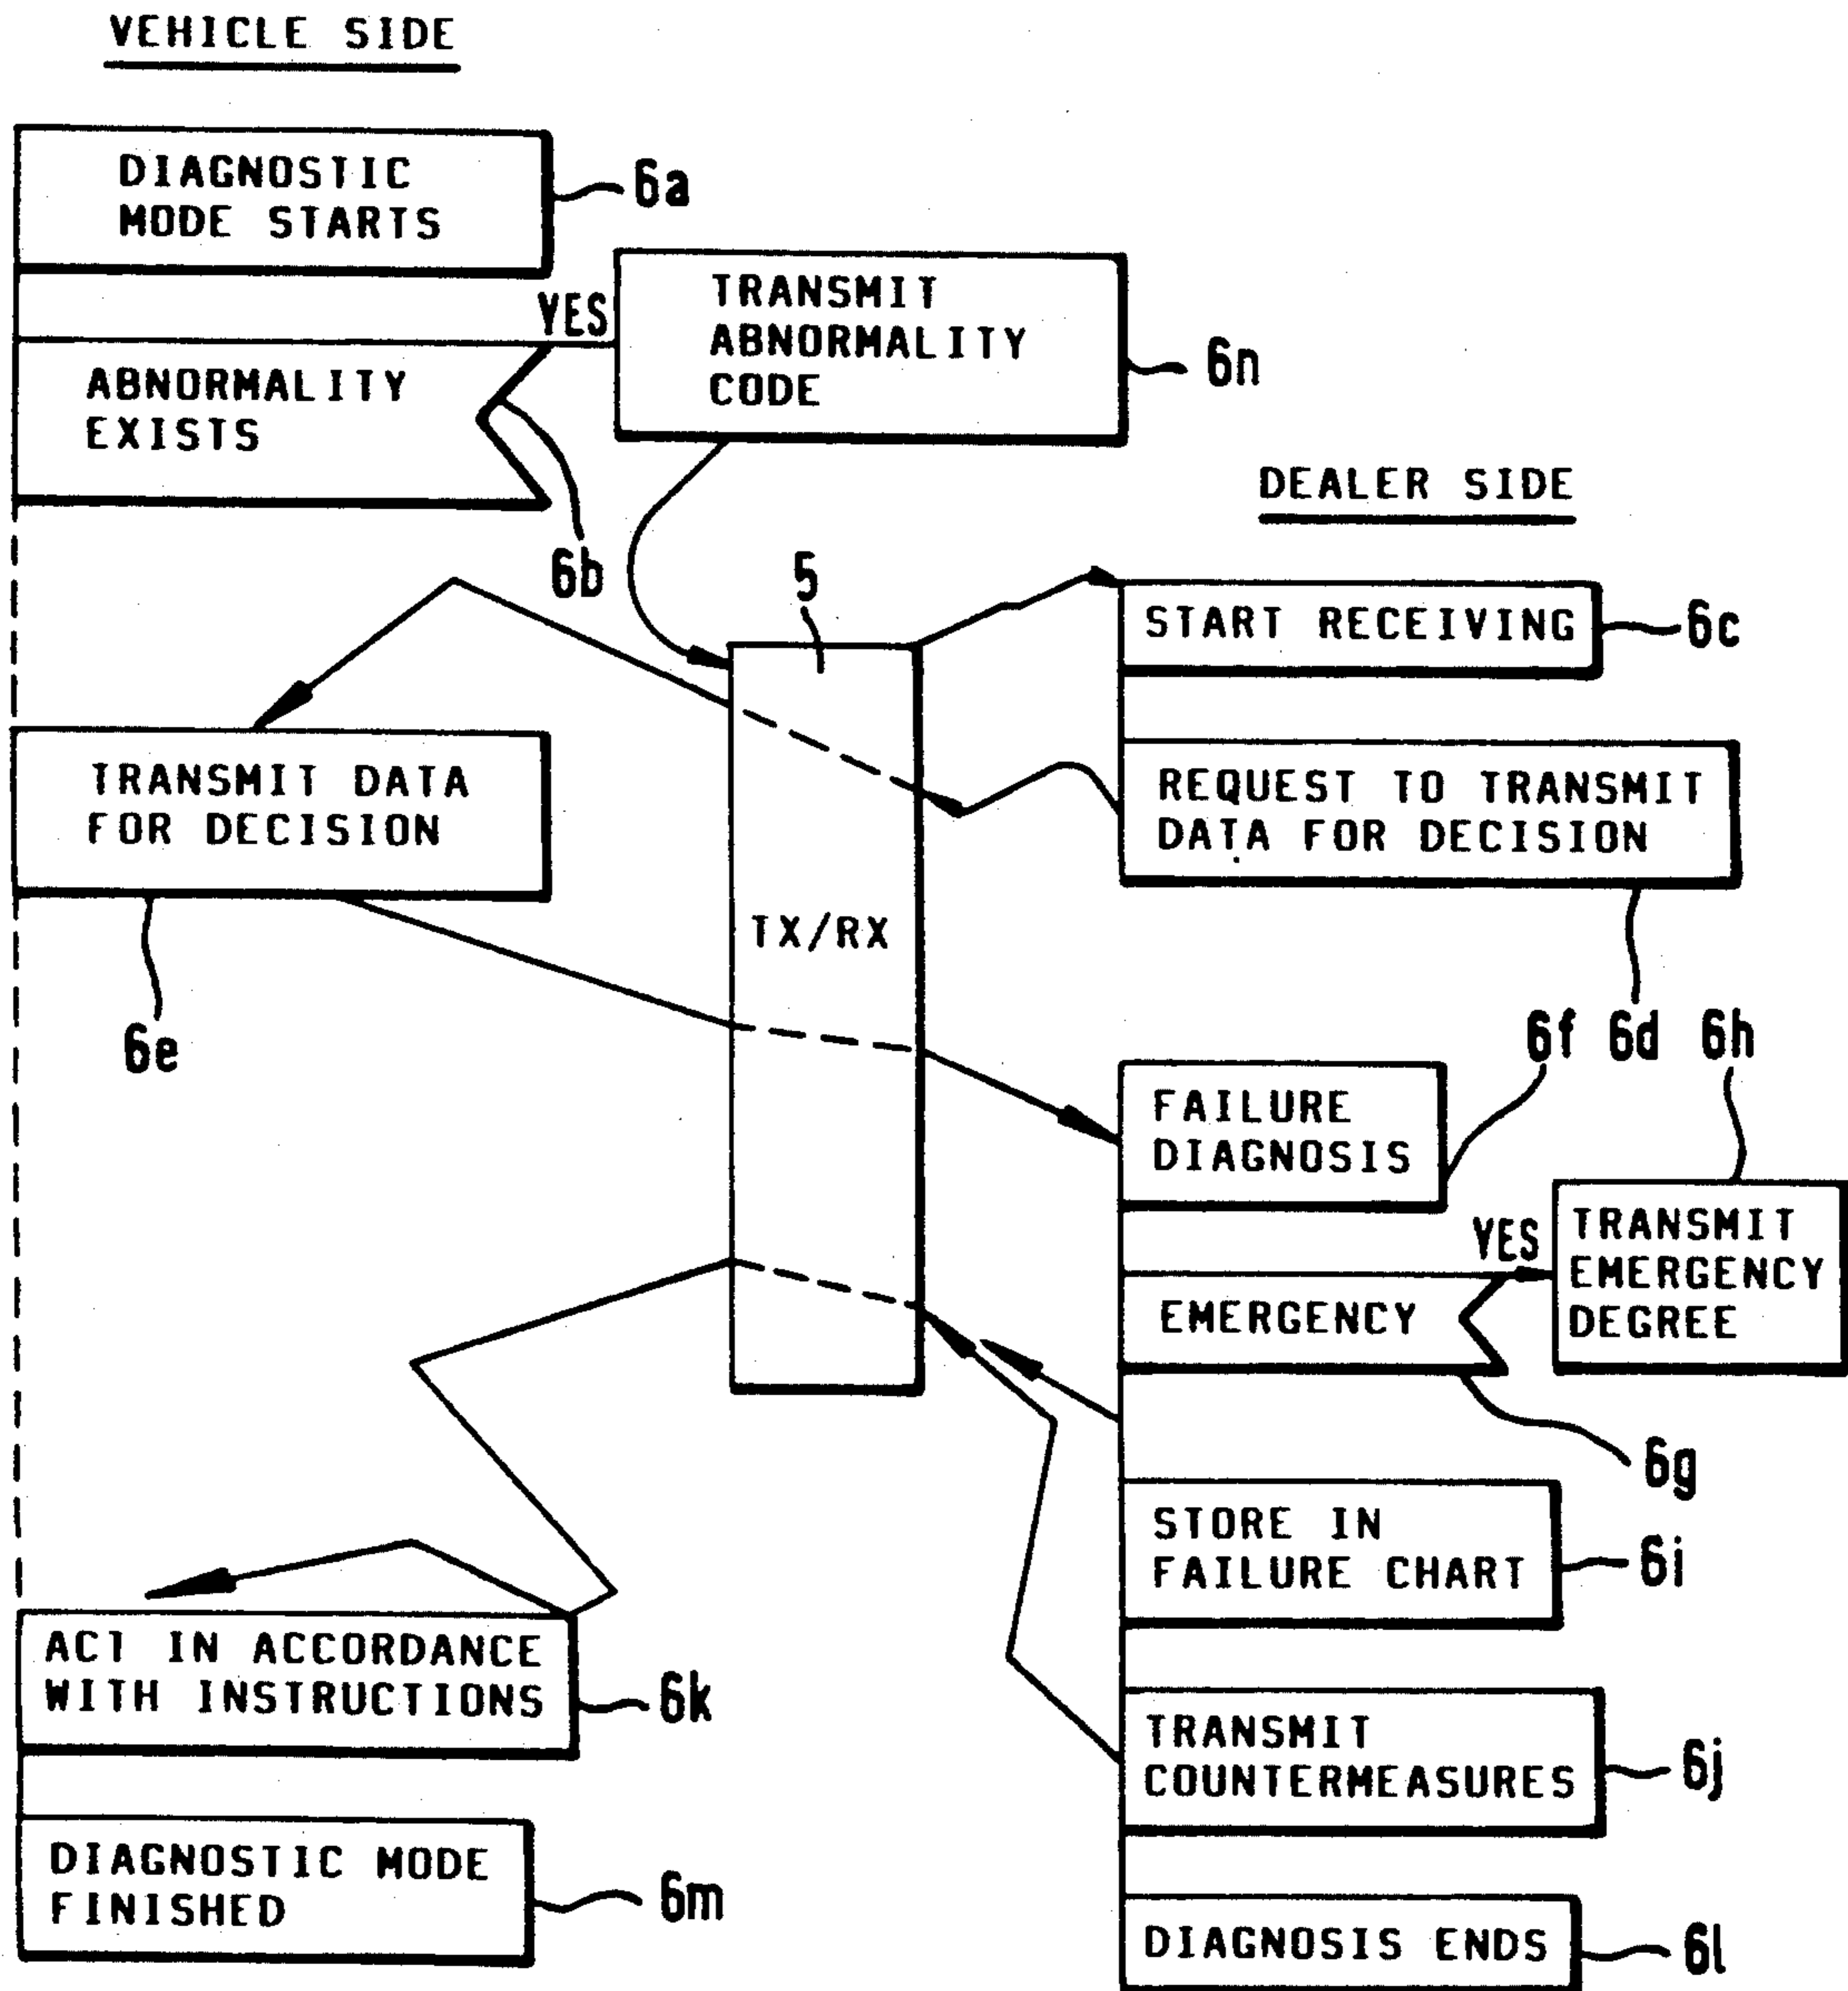 VEHICLE SIDE
DIAGNOSTIC
MODE STARTS
6a
YES
TRANSMIT
ABNORMALITY
CODE
6n
ABNORMALITY
EXISTS
6b
DEALER SIDE
5
START RECEIVING
6c
TRANSMIT DATA
FOR DECISION
6e
REQUEST TO TRANSMIT
DATA FOR DECISION
6d
TX/RX
FAILURE
DIAGNOSIS
6f
6h
YES
TRANSMIT
EMERGENCY
DEGREE
EMERGENCY
6g
STORE IN
FAILURE CHART
6i
ACT IN ACCORDANCE
WITH INSTRUCTIONS
6k
TRANSMIT
COUNTERMEASURES
6j
DIAGNOSTIC MODE
FINISHED
6m
DIAGNOSIS ENDS
6l